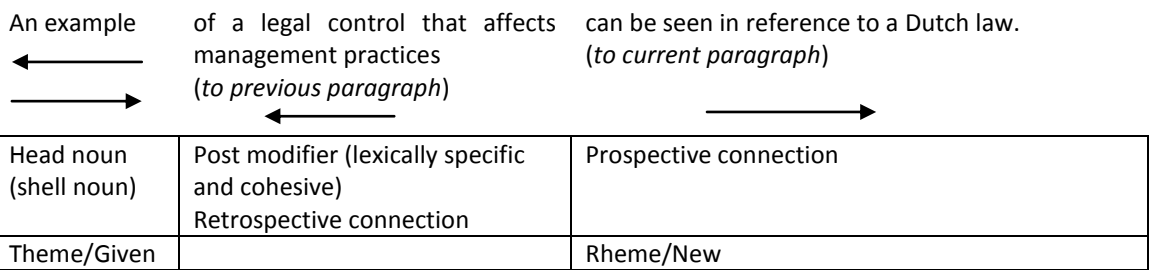 An example of a legal control that affects can be seen in reference to a Dutch law.
management practices (to current paragraph)
(to previous paragraph)
Head noun Post modifier (lexically specific Prospective connection
(shell noun) and cohesive)
Retrospective connection
Theme/Given Rheme/New